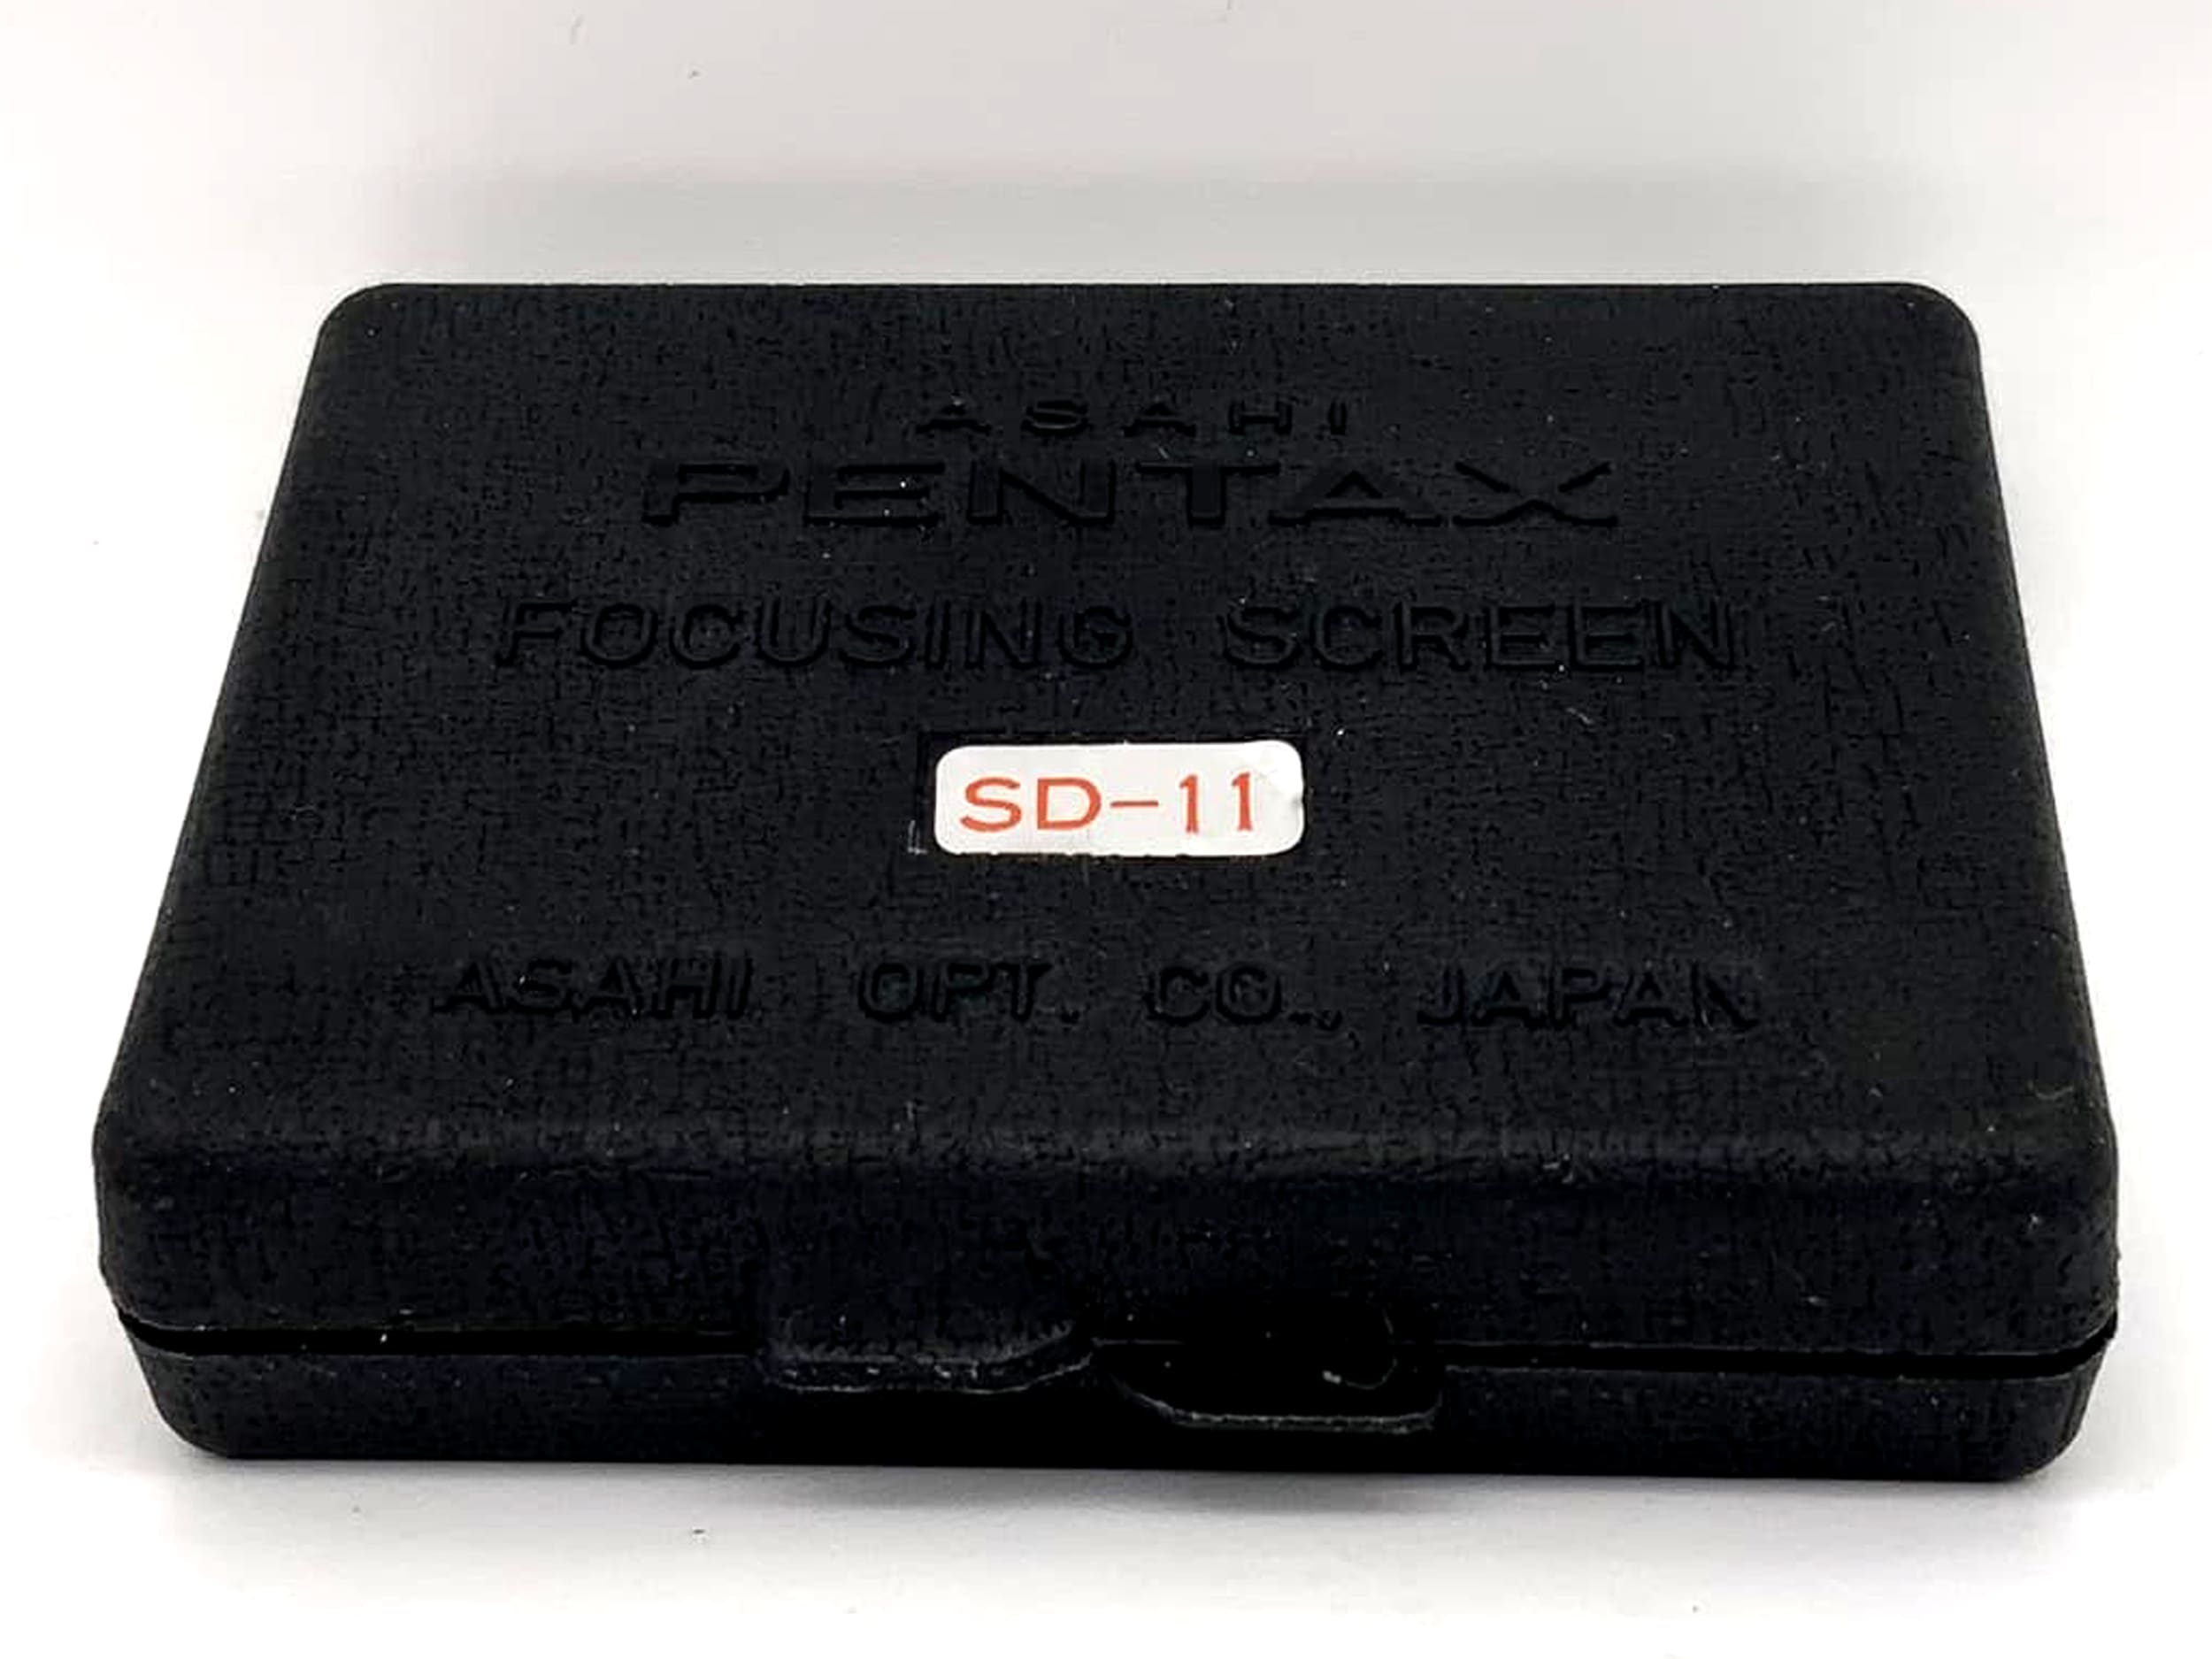 ASAHI
PENTAX
FOCUSING SCREEN
SD-11
ASAHI OPT. CO., JAPAN